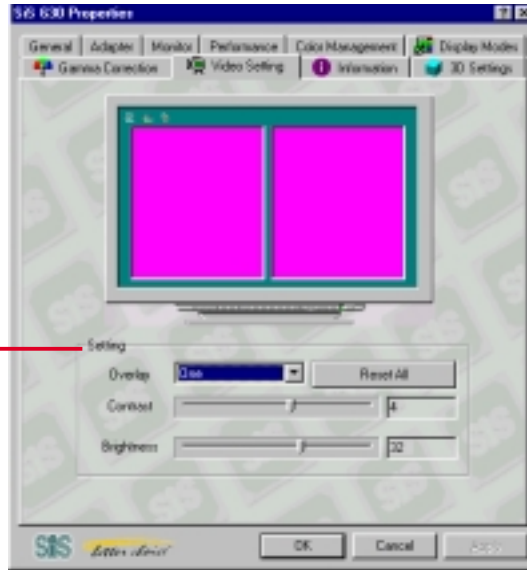 SiS 630 Properties
General Adapter Monitor Performance Color Management Display Modes
Gamma Correction Video Setting Information 3D Settings
Setting
Overlay One Reset All
Contrast 4
Brightness 32
SiS OK Cancel Apply